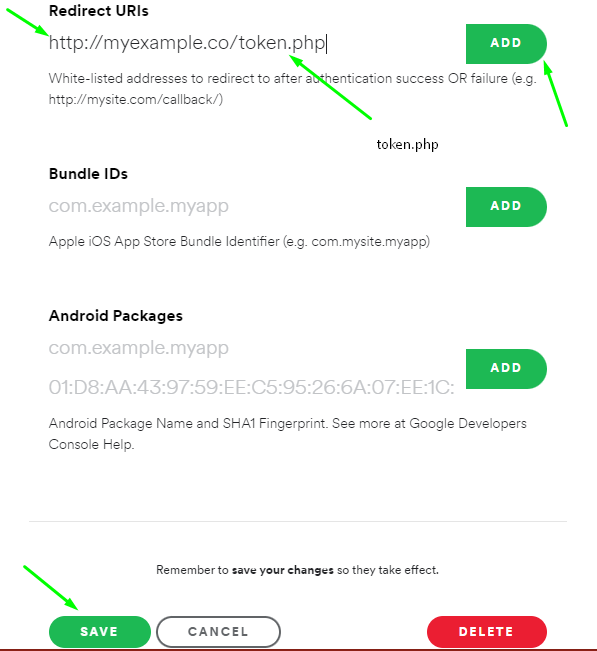 Redirect URIs
http://myexample.co/token.php
ADD
White-listed addresses to redirect to after authentication success OR failure (e.g.
http://mysite.com/callback/)
token.php
Bundle IDs
com.example.myapp
ADD
Apple iOS App Store Bundle Identifier (e.g. com.mysite.myapp)
Android Packages
com.example.myapp
ADD
01:D8:AA:43:97:59:EE:C5:95:26:6A:07:EE:1C:
Android Package Name and SHA1 Fingerprint. See more at Google Developers
Console Help.
Remember to save your changes so they take effect.
SAVE
CANCEL
DELETE